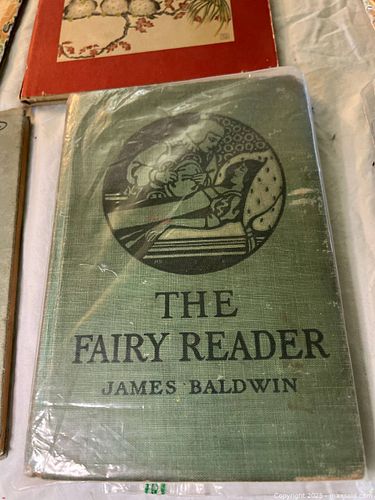 THE
FAIRY READER
JAMES BALDWIN